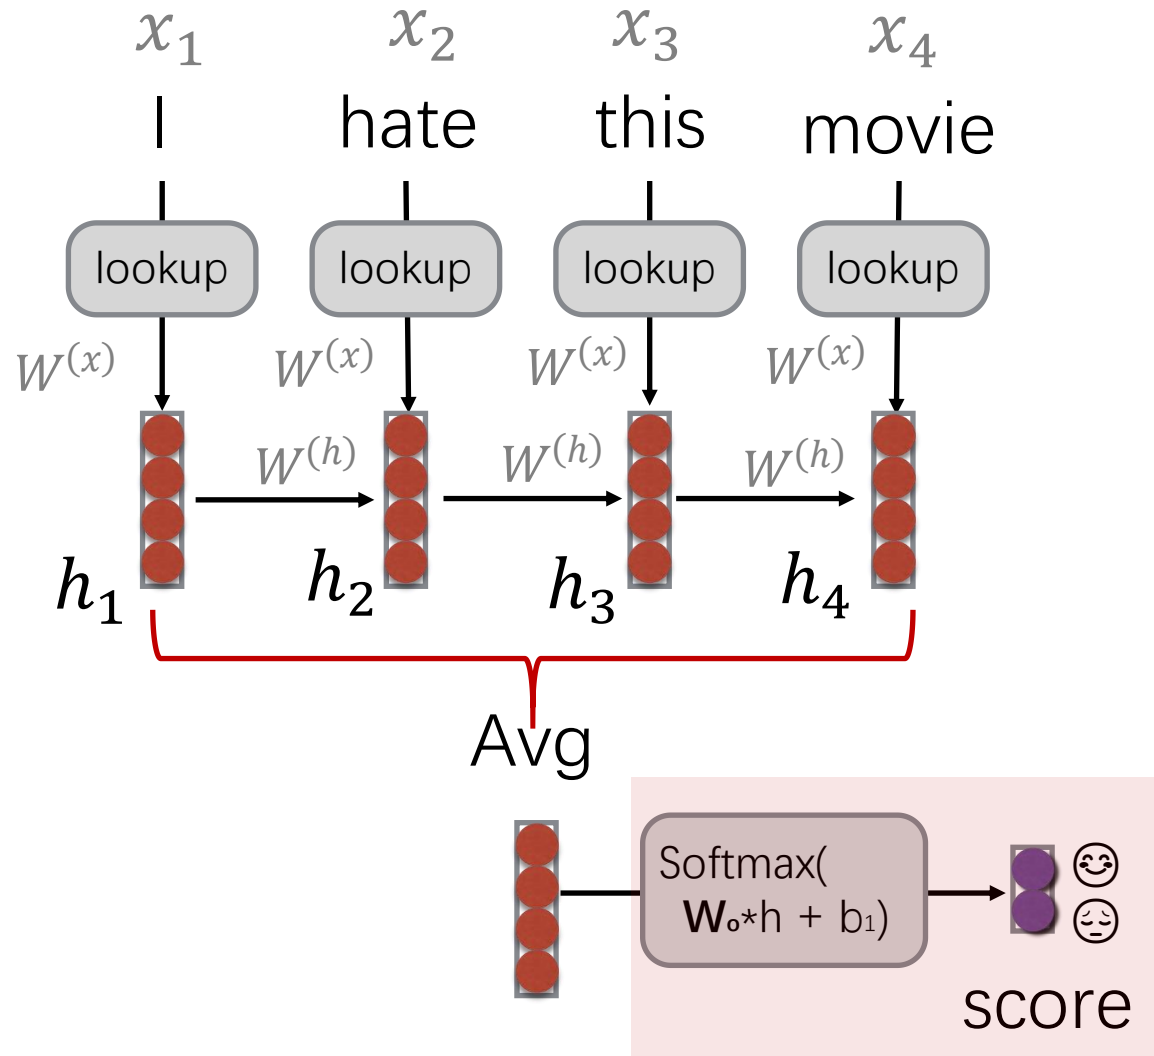 x₁ x₂ x₃ x₄
I hate this movie
lookup lookup lookup lookup
W⁽ˣ⁾ W⁽ˣ⁾ W⁽ˣ⁾ W⁽ˣ⁾
W⁽ʰ⁾ W⁽ʰ⁾ W⁽ʰ⁾
h₁ h₂ h₃ h₄
Avg
Softmax(
Wₒ*h + b₁)
score